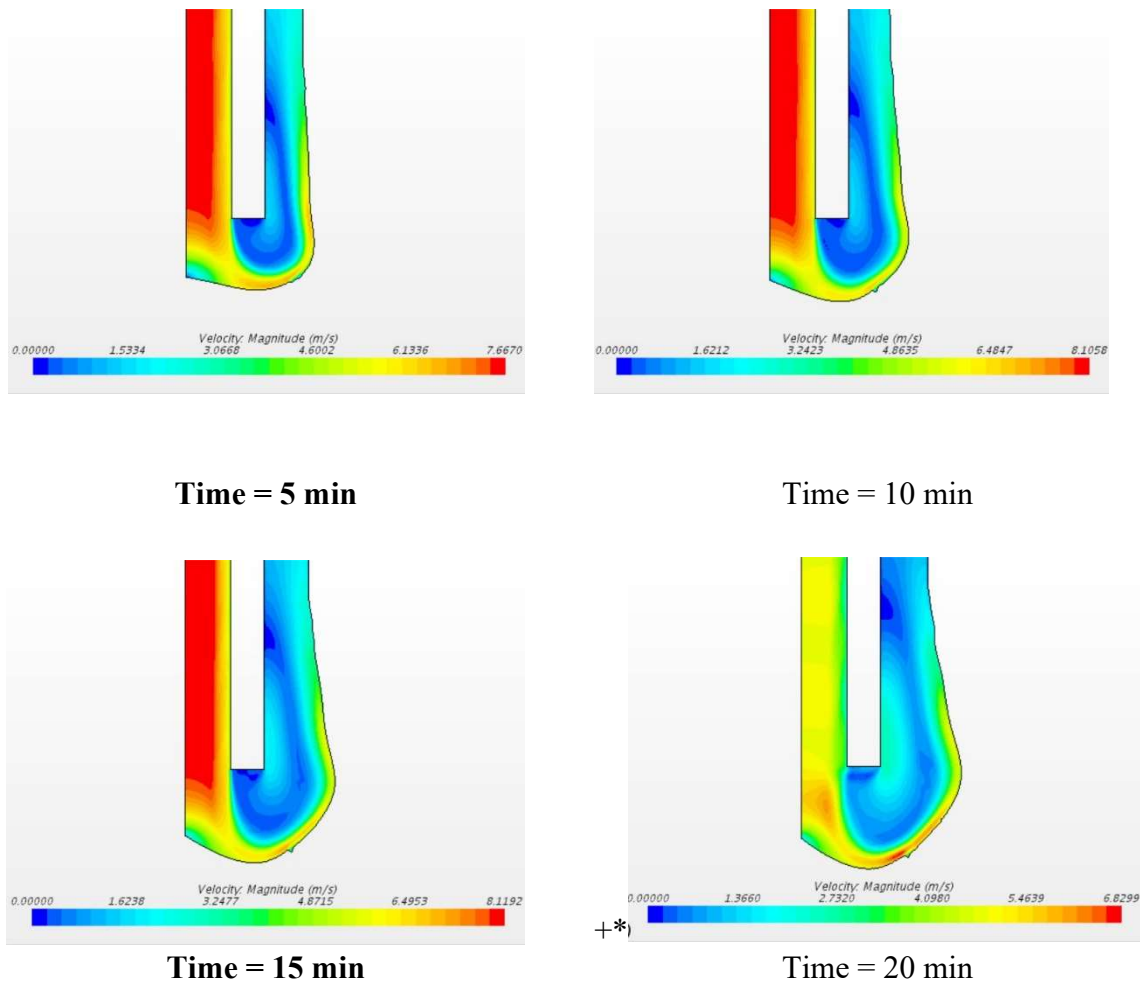 Velocity: Magnitude (m/s)
0.00000 1.5334 3.0668 4.6002 6.1336 7.6670
Velocity: Magnitude (m/s)
0.00000 1.6212 3.2423 4.8635 6.4847 8.1058
Time = 5 min
Time = 10 min
Velocity: Magnitude (m/s)
0.00000 1.6238 3.2477 4.8715 6.4953 8.1192
Velocity: Magnitude (m/s)
0.00000 1.3660 2.7320 4.0980 5.4639 6.8299
+*)
Time = 15 min
Time = 20 min